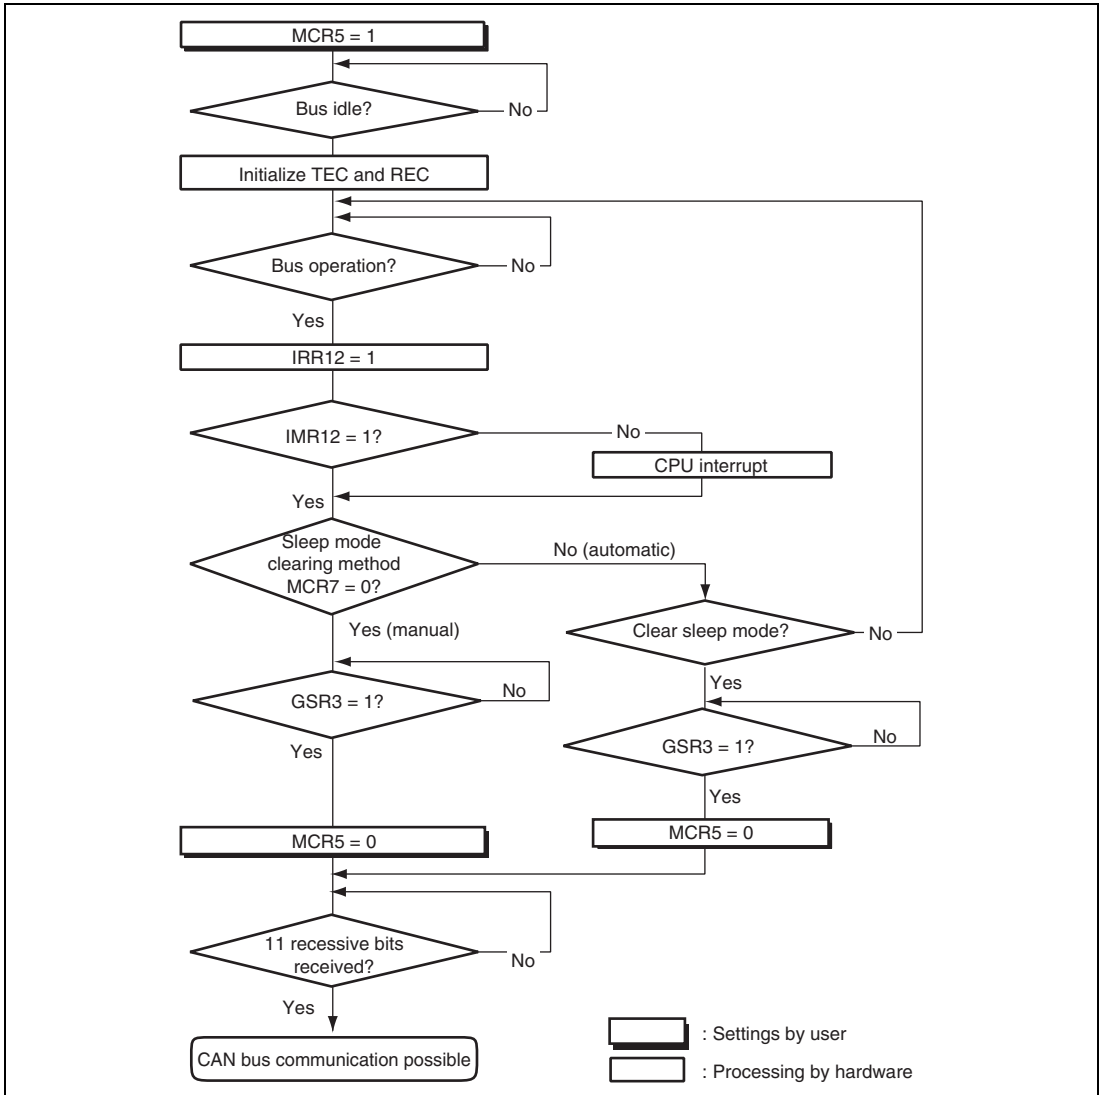 MCR5 = 1
Bus idle?
No
Initialize TEC and REC
Bus operation?
No
Yes
IRR12 = 1
IMR12 = 1?
No
CPU interrupt
Yes
Sleep mode
clearing method
MCR7 = 0?
No (automatic)
Yes (manual)
Clear sleep mode?
No
Yes
GSR3 = 1?
No
Yes
GSR3 = 1?
No
Yes
MCR5 = 0
MCR5 = 0
11 recessive bits
received?
No
Yes
CAN bus communication possible
: Settings by user
: Processing by hardware